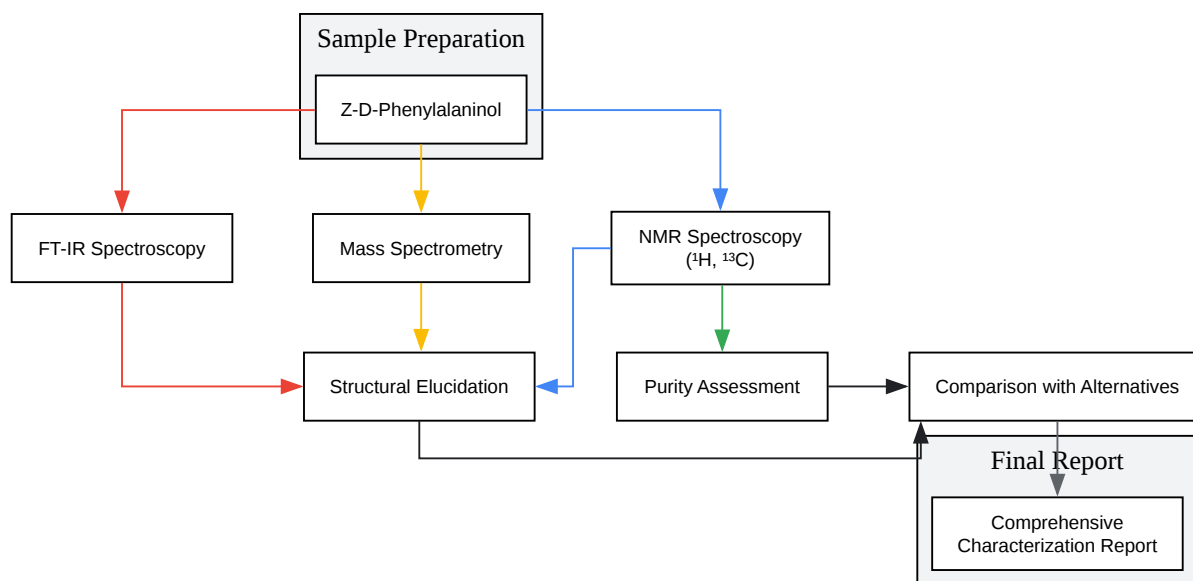 Sample Preparation
Z-D-Phenylalaninol
FT-IR Spectroscopy
Mass Spectrometry
NMR Spectroscopy
(¹H, ¹³C)
Structural Elucidation
Purity Assessment
Comparison with Alternatives
Final Report
Comprehensive
Characterization Report